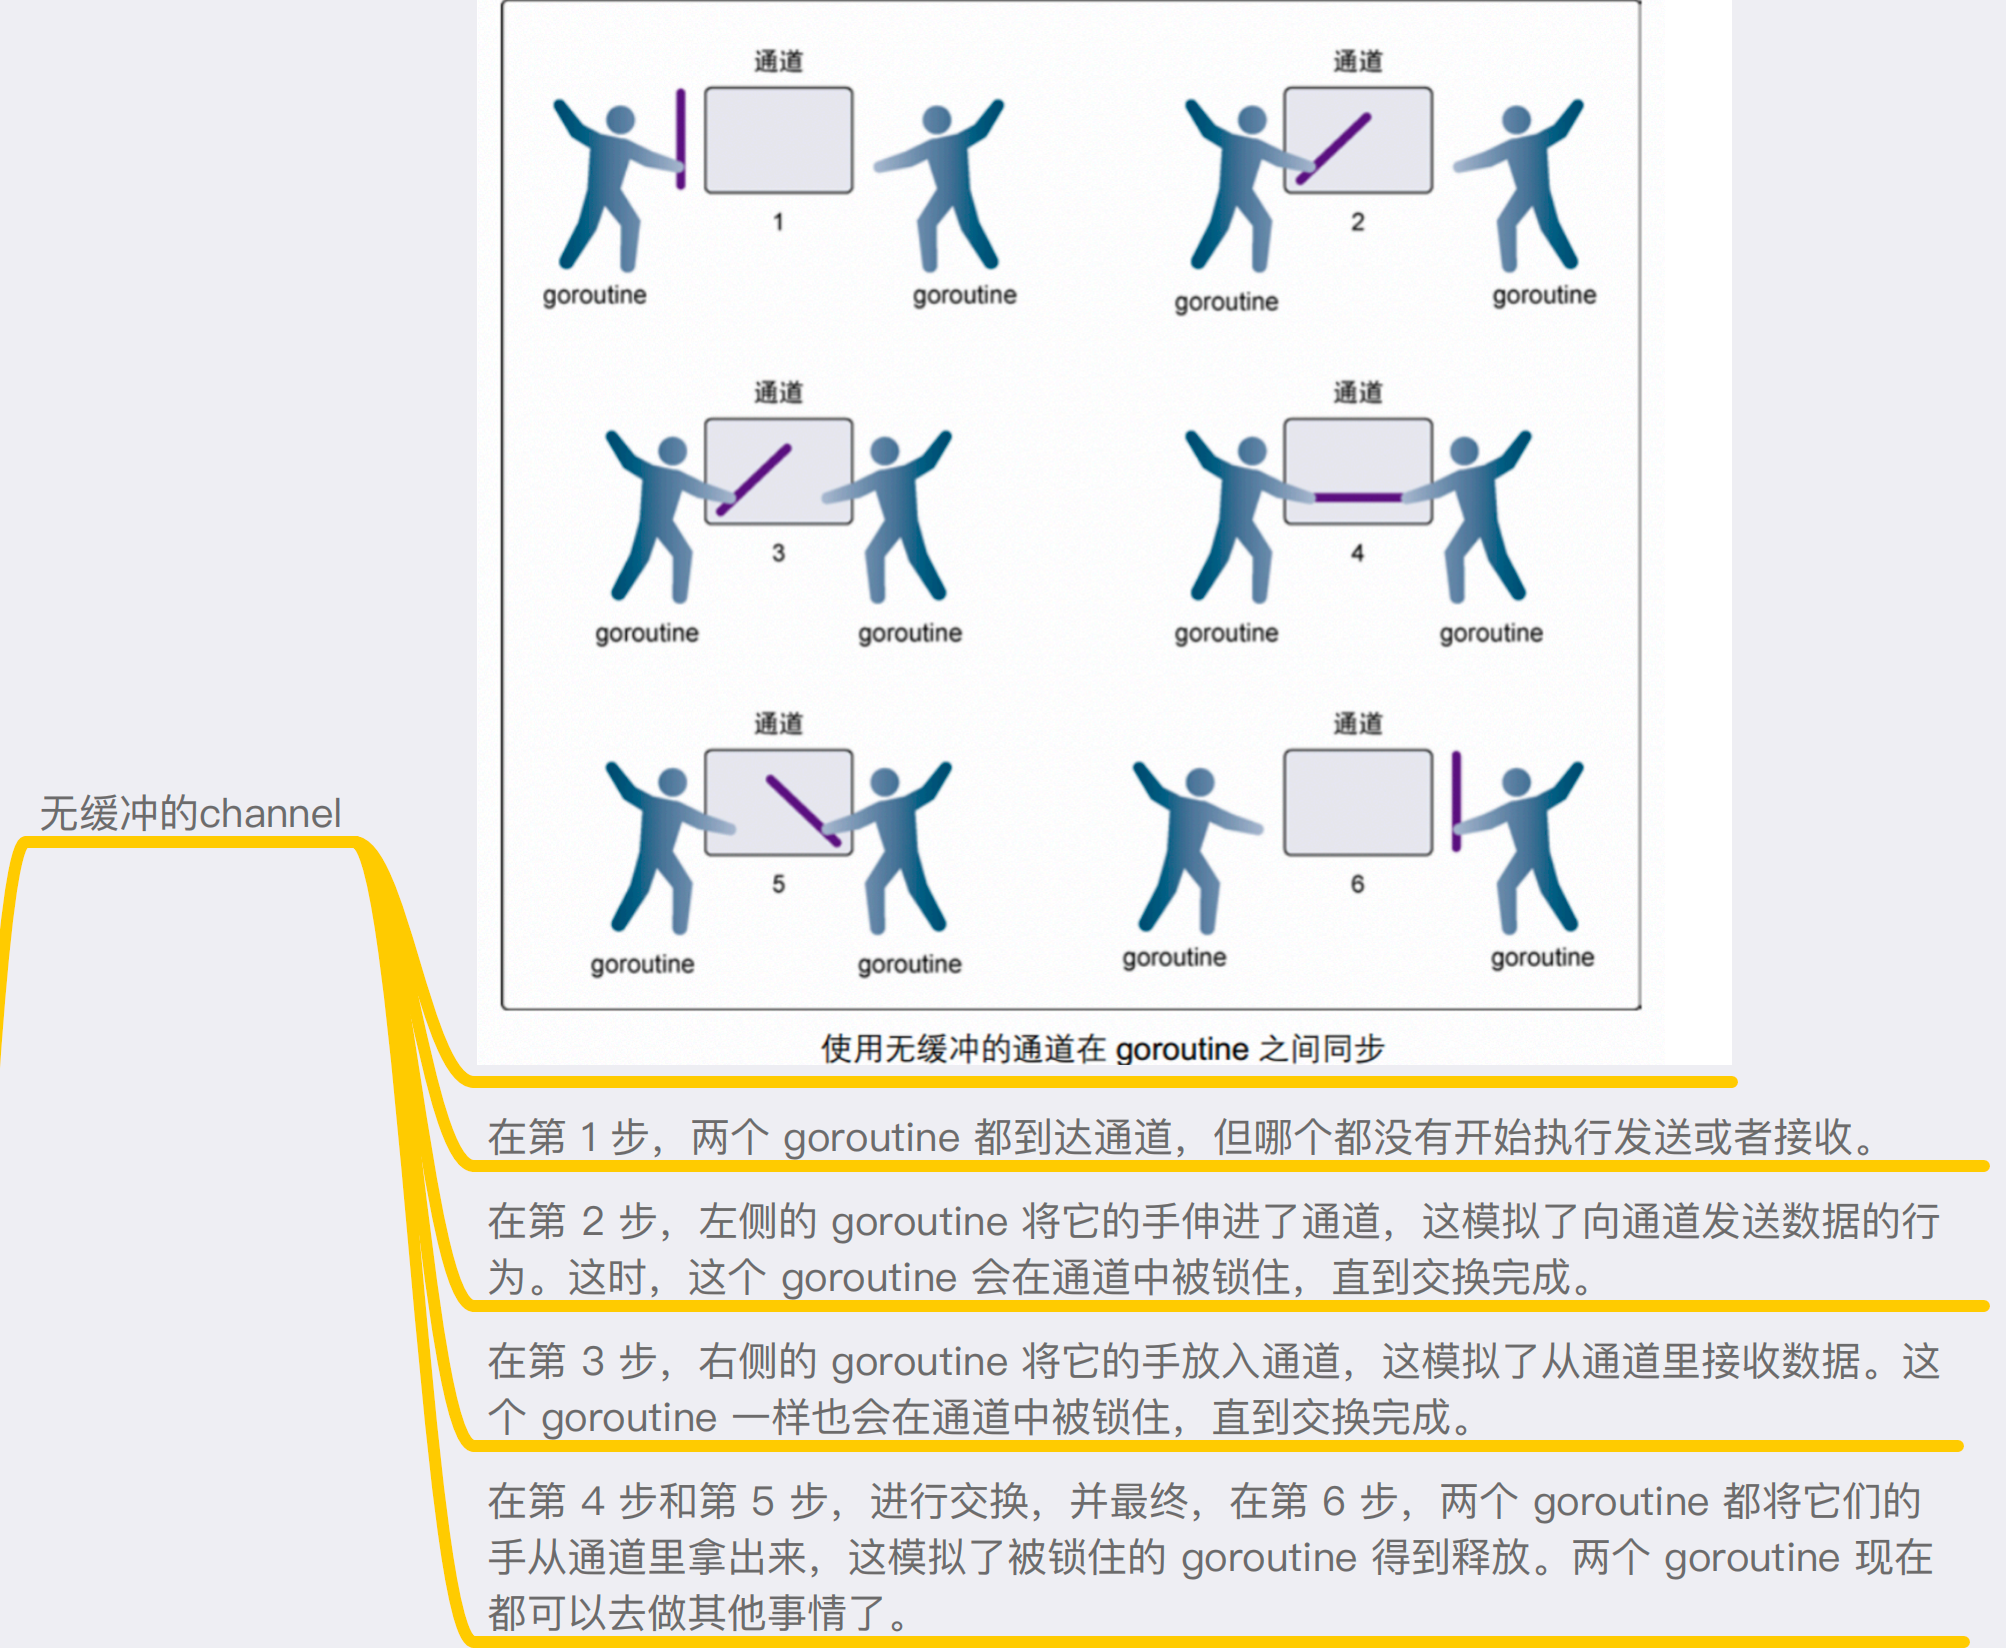 通道
通道
1
2
goroutine
goroutine
goroutine
goroutine
通道
通道
3
4
goroutine
goroutine
goroutine
goroutine
通道
通道
5
6
goroutine
goroutine
goroutine
goroutine
使用无缓冲的通道在 goroutine 之间同步
无缓冲的channel
在第 1 步，两个 goroutine 都到达通道，但哪个都没有开始执行发送或者接收。
在第 2 步，左侧的 goroutine 将它的手伸进了通道，这模拟了向通道发送数据的行
为。这时，这个 goroutine 会在通道中被锁住，直到交换完成。
在第 3 步，右侧的 goroutine 将它的手放入通道，这模拟了从通道里接收数据。这
个 goroutine 一样也会在通道中被锁住，直到交换完成。
在第 4 步和第 5 步，进行交换，并最终，在第 6 步，两个 goroutine 都将它们的
手从通道里拿出来，这模拟了被锁住的 goroutine 得到释放。两个 goroutine 现在
都可以去做其他事情了。